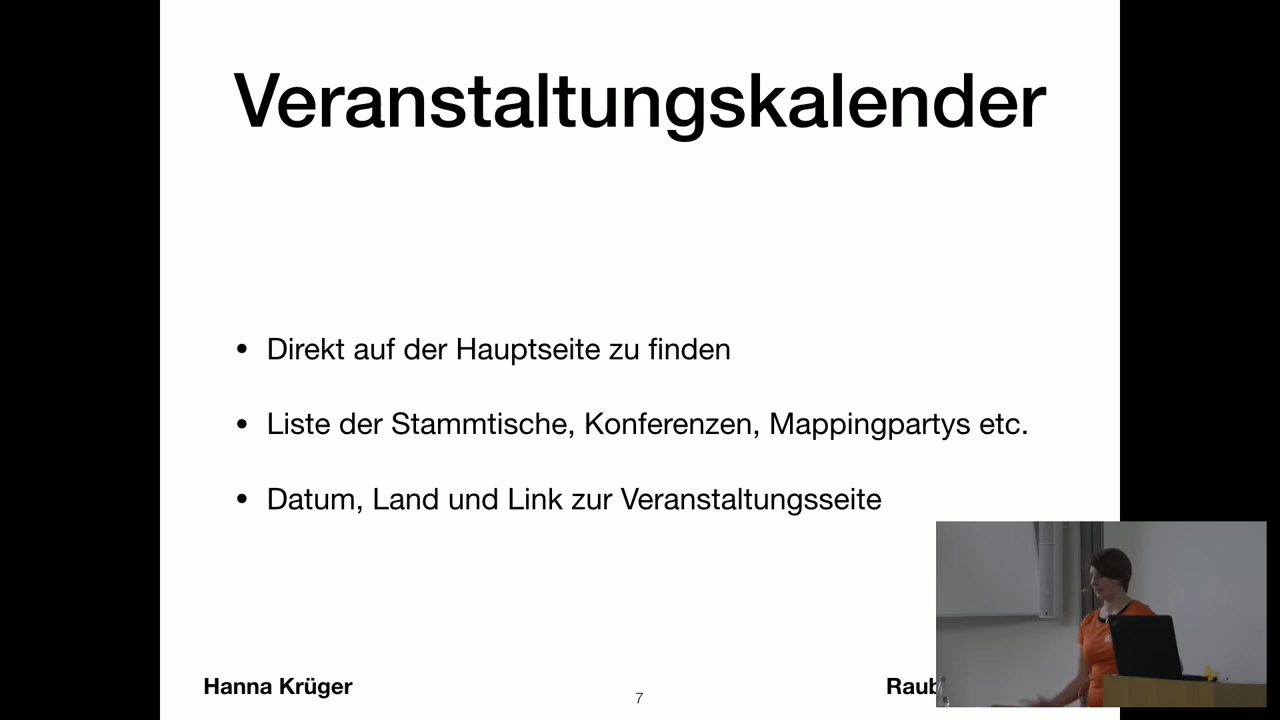 Veranstaltungskalender
• Direkt auf der Hauptseite zu finden
• Liste der Stammtische, Konferenzen, Mappingpartys etc.
• Datum, Land und Link zur Veranstaltungsseite
Hanna Krüger
7